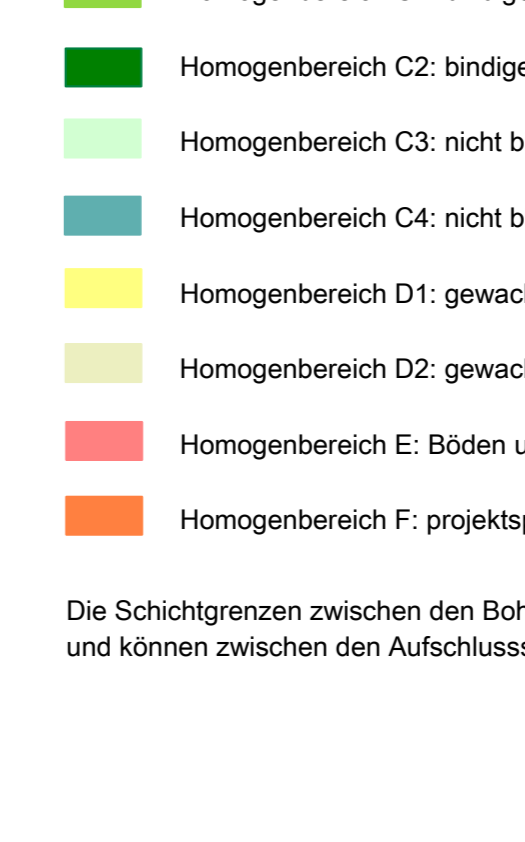 Homogenbereich C2: bindige
Homogenbereich C3: nicht b
Homogenbereich C4: nicht b
Homogenbereich D1: gewach
Homogenbereich D2: gewach
Homogenbereich E: Böden u
Homogenbereich F: projektsp
Die Schichtgrenzen zwischen den Boh
und können zwischen den Aufschlusss